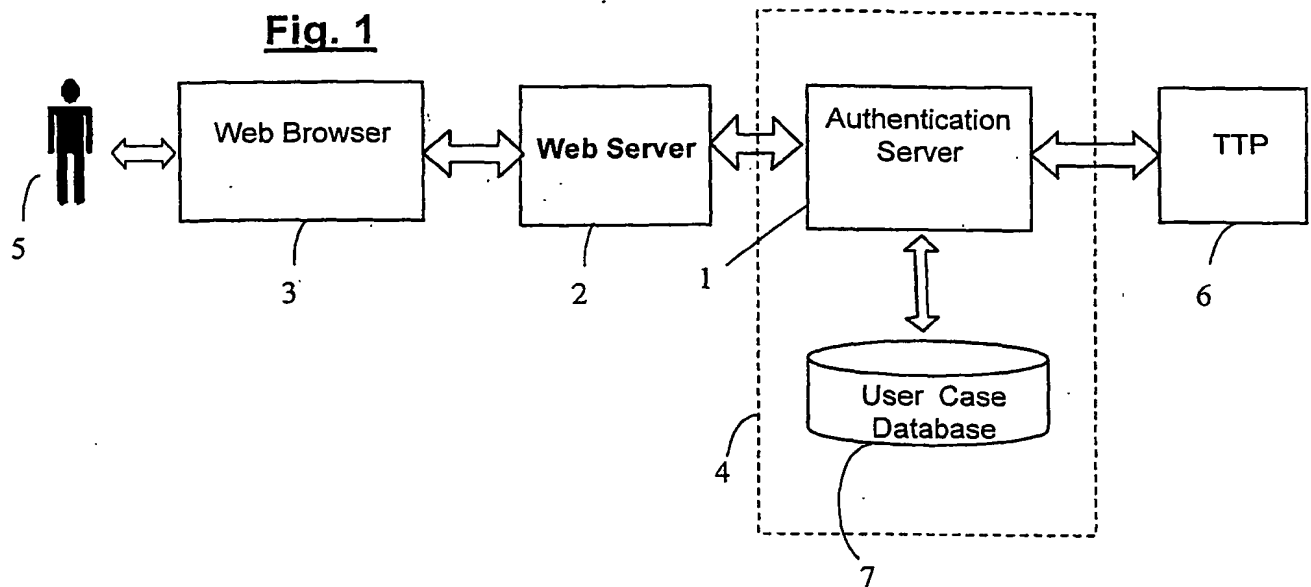 Fig. 1
Web Browser
Web Server
Authentication
Server
TTP
User Case
Database
5
3
2
1
6
4
7